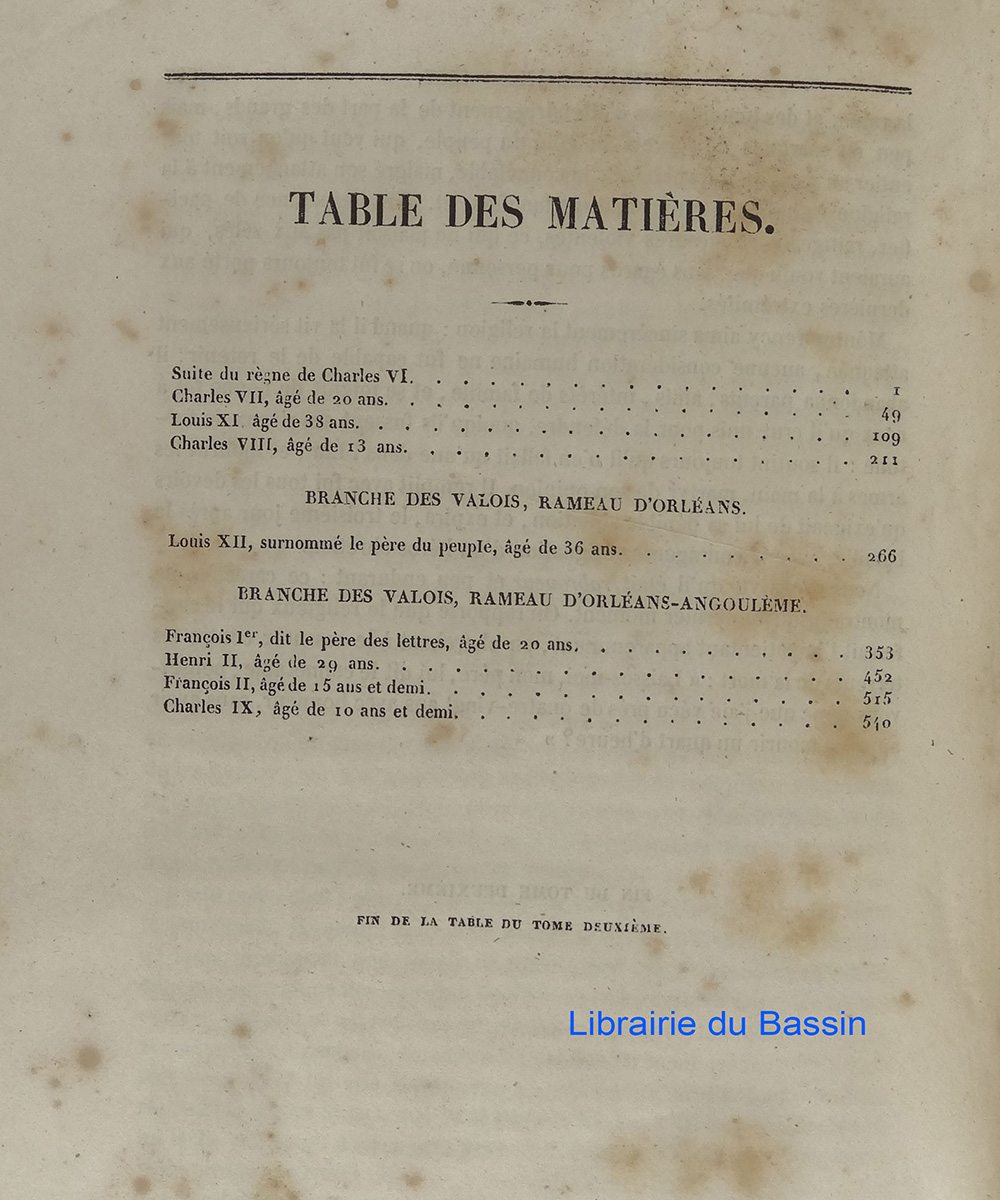 TABLE DES MATIÈRES.
Suite du règne de Charles VI. . . . . . . . . . . . . . . . 1
Charles VII, âgé de 20 ans. . . . . . . . . . . . . . . . . 49
Louis XI, âgé de 38 ans. . . . . . . . . . . . . . . . . . 109
Charles VIII, âgé de 13 ans. . . . . . . . . . . . . . . . 211
BRANCHE DES VALOIS, RAMEAU D'ORLÉANS.
Louis XII, surnommé le père du peuple, âgé de 36 ans. . . . . . . 266
BRANCHE DES VALOIS, RAMEAU D'ORLÉANS-ANGOULÈME.
François Ier, dit le père des lettres, âgé de 20 ans. . . . . . . . . . 353
Henri II, âgé de 29 ans. . . . . . . . . . . . . . . . . . 452
François II, âgé de 15 ans et demi. . . . . . . . . . . . . . . . 515
Charles IX, âgé de 10 ans et demi. . . . . . . . . . . . . . . 540
FIN DE LA TABLE DU TOME DEUXIÈME.
Librairie du Bassin